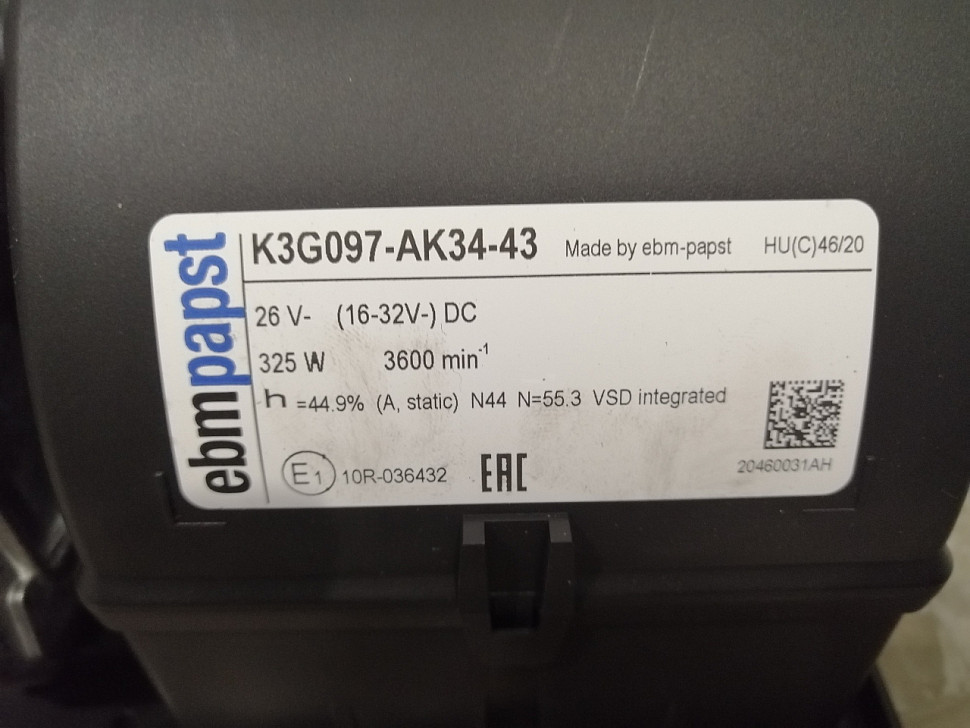 ebmpapst
K3G097-AK34-43 Made by ebm-papst HU(C)46/20
26 V- (16-32V-) DC
325 W 3600 min⁻¹
h =44.9% (A, static) N44 N=55.3 VSD integrated
E1 10R-036432 EAC
20460031AH